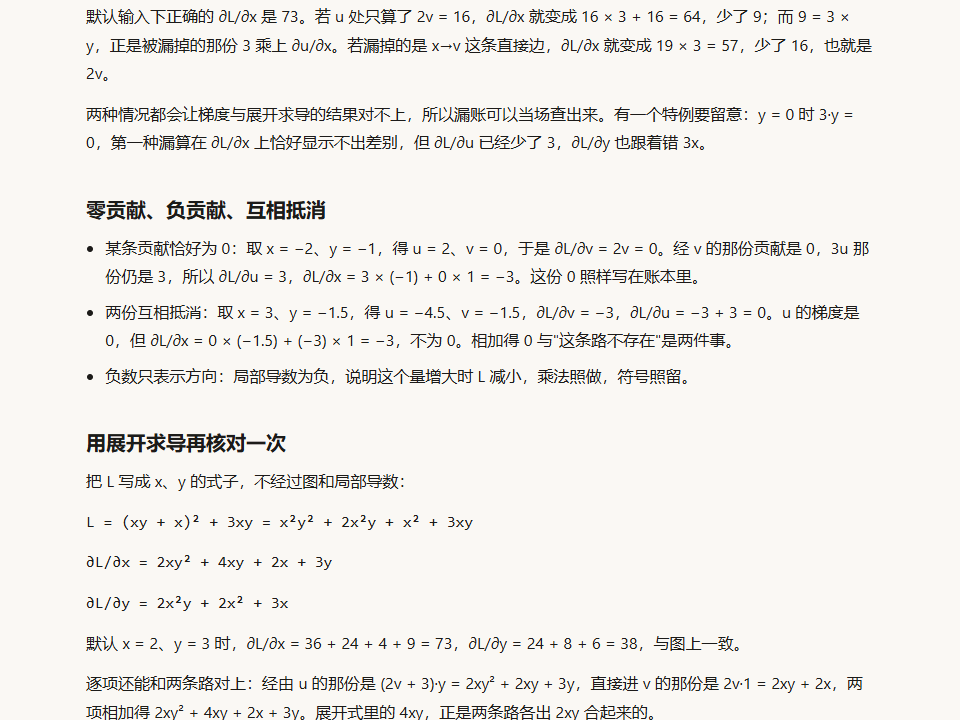 默认输入下正确的 ∂L/∂x 是 73。若 u 处只算了 2v = 16，∂L/∂x 就变成 16 × 3 + 16 = 64，少了 9；而 9 = 3 ×
y，正是被漏掉的那份 3 乘上 ∂u/∂x。若漏掉的是 x→v 这条直接边，∂L/∂x 就变成 19 × 3 = 57，少了 16，也就是
2v。
两种情况都会让梯度与展开求导的结果对不上，所以漏账可以当场查出来。有一个特例要留意：y = 0 时 3·y =
0，第一种漏算在 ∂L/∂x 上恰好显示不出差别，但 ∂L/∂u 已经少了 3，∂L/∂y 也跟着错 3x。
零贡献、负贡献、互相抵消
• 某条贡献恰好为 0：取 x = −2、y = −1，得 u = 2、v = 0，于是 ∂L/∂v = 2v = 0。经 v 的那份贡献是 0，3u 那
份仍是 3，所以 ∂L/∂u = 3，∂L/∂x = 3 × (−1) + 0 × 1 = −3。这份 0 照样写在账本里。
• 两份互相抵消：取 x = 3、y = −1.5，得 u = −4.5、v = −1.5，∂L/∂v = −3，∂L/∂u = −3 + 3 = 0。u 的梯度是
0，但 ∂L/∂x = 0 × (−1.5) + (−3) × 1 = −3，不为 0。相加得 0 与"这条路不存在"是两件事。
• 负数只表示方向：局部导数为负，说明这个量增大时 L 减小，乘法照做，符号照留。
用展开求导再核对一次
把 L 写成 x、y 的式子，不经过图和局部导数：
L = (xy + x)² + 3xy = x²y² + 2x²y + x² + 3xy
∂L/∂x = 2xy² + 4xy + 2x + 3y
∂L/∂y = 2x²y + 2x² + 3x
默认 x = 2、y = 3 时，∂L/∂x = 36 + 24 + 4 + 9 = 73，∂L/∂y = 24 + 8 + 6 = 38，与图上一致。
逐项还能和两条路对上：经由 u 的那份是 (2v + 3)·y = 2xy² + 2xy + 3y，直接进 v 的那份是 2v·1 = 2xy + 2x，两
项相加得 2xy² + 4xy + 2x + 3y。展开式里的 4xy，正是两条路各出 2xy 合起来的。